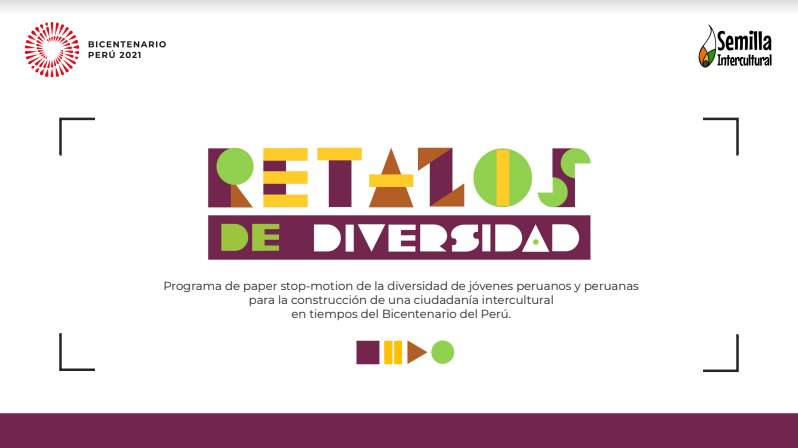 BICENTENARIO
PERÚ 2021
Semilla
Intercultural
RETAZOS
DE DIVERSIDAD
Programa de paper stop-motion de la diversidad de jóvenes peruanos y peruanas
para la construcción de una ciudadanía intercultural
en tiempos del Bicentenario del Perú.